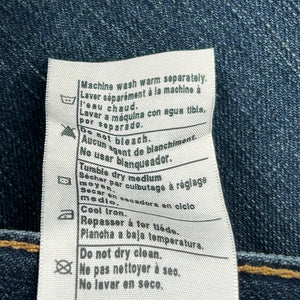 Machine wash warm separately.
Laver séparément à la machine à
l'eau chaud.
Lavar a máquina con agua tibia,
por separado.
Do not bleach.
Aucun agent de blanchiment.
No usar blanqueador.
Tumble dry medium
Sécher par culbutage à réglage
moyen.
Secar en secadora en ciclo
medio.
Cool iron.
Repasser à fer tiède.
Plancha a baja temperatura.
Do not dry clean.
Ne pas nettoyer à sec.
No lavar en seco.